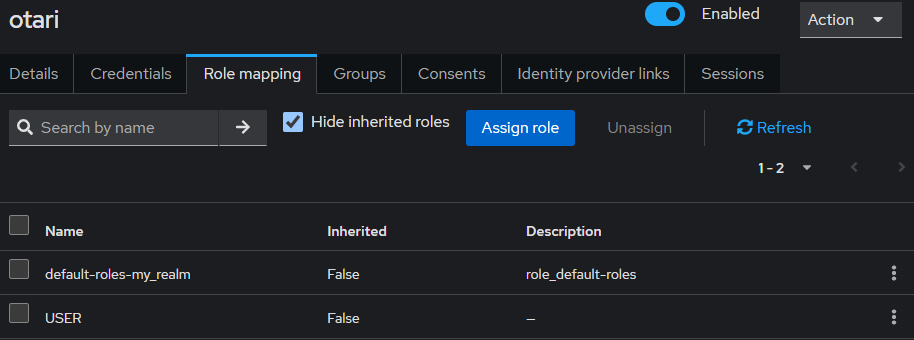 otari
Enabled
Action
Details Credentials Role mapping Groups Consents Identity provider links Sessions
Search by name Hide inherited roles Assign role Unassign Refresh
1 - 2
Name Inherited Description
default-roles-my_realm False role_default-roles
USER False –